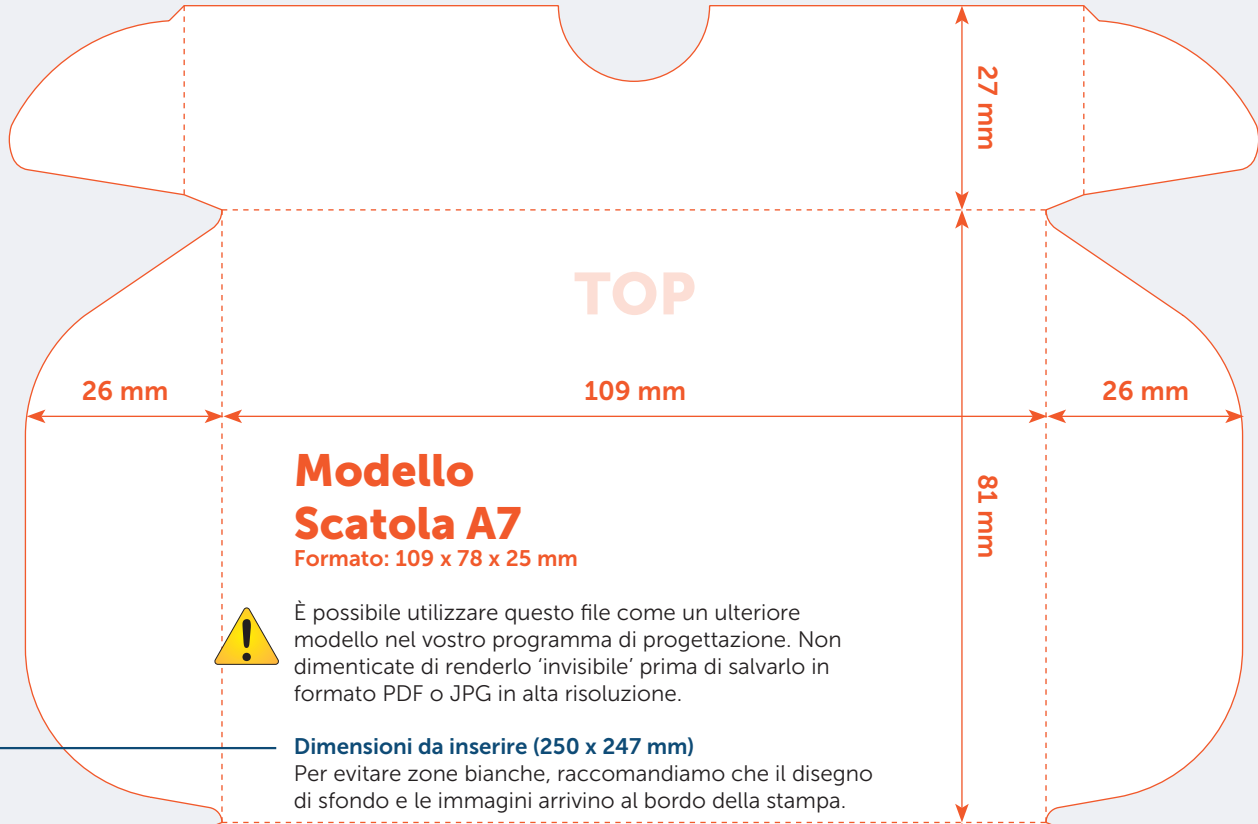 27 mm
TOP
26 mm
109 mm
26 mm
81 mm
Modello
Scatola A7
Formato: 109 x 78 x 25 mm
È possibile utilizzare questo file come un ulteriore
modello nel vostro programma di progettazione. Non
dimenticate di renderlo ‘invisibile’ prima di salvarlo in
formato PDF o JPG in alta risoluzione.
Dimensioni da inserire (250 x 247 mm)
Per evitare zone bianche, raccomandiamo che il disegno
di sfondo e le immagini arrivino al bordo della stampa.